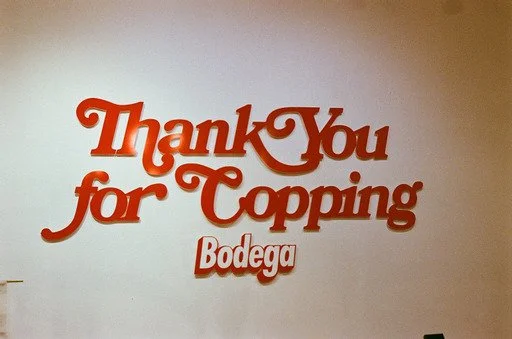 Thank You
for Copping
Bodega